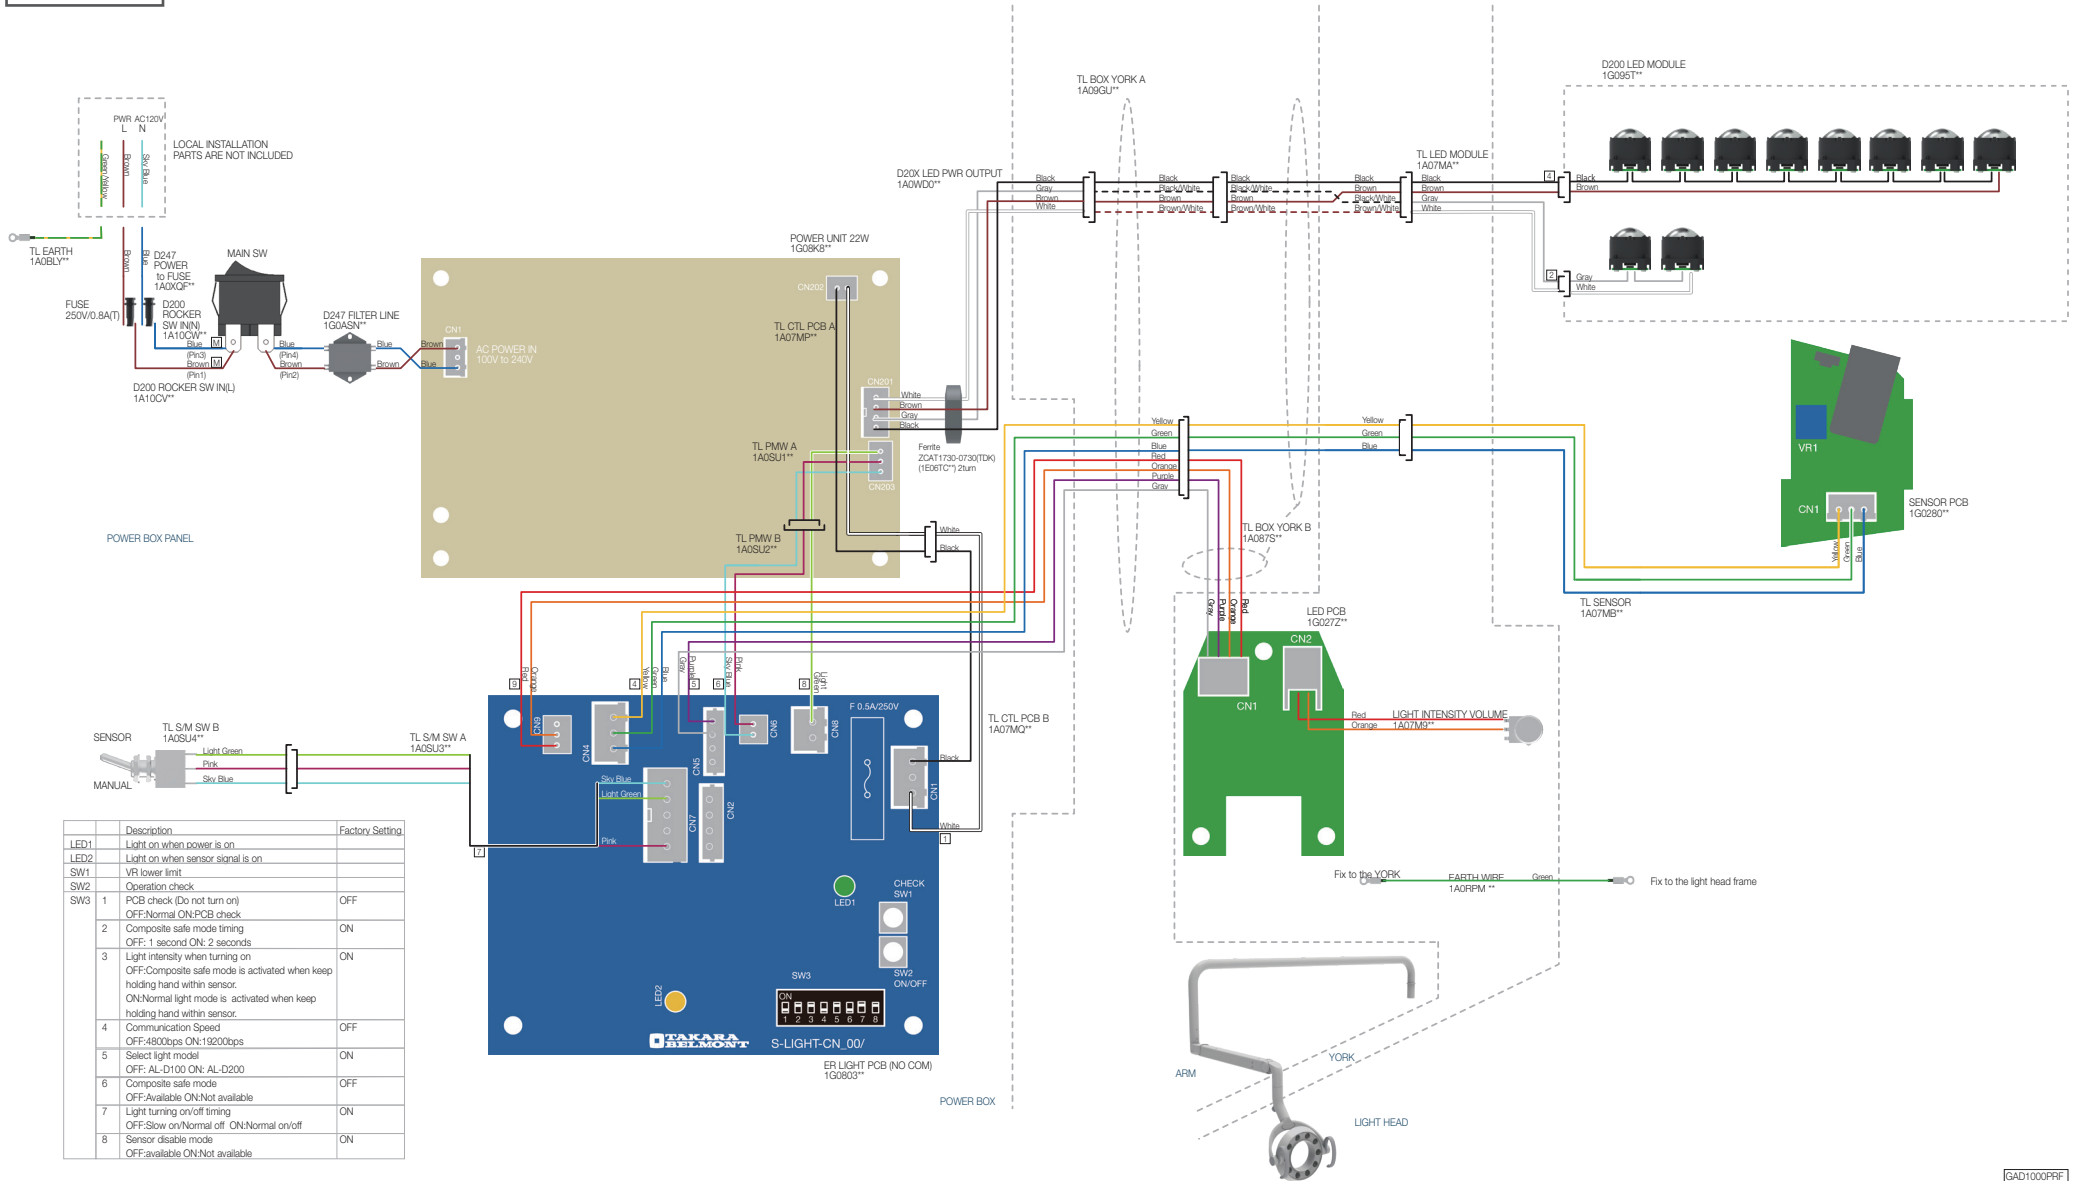 PWR AC120V
L N
Green/Yellow
Brown
Sky Blue
LOCAL INSTALLATION
PARTS ARE NOT INCLUDED
TL EARTH
1A0BLY**
Brown
Blue
D247
POWER
to FUSE
1A0XQF**
MAIN SW
FUSE
250V/0.8A(T)
D200
ROCKER
SW IN(N)
1A10CW**
Blue
M
(Pin3)
Brown
M
(Pin1)
D200 ROCKER SW IN(L)
1A10CV**
Blue
(Pin4)
Brown
(Pin2)
D247 FILTER LINE
1G0ASN**
Blue
Brown
Brown
Blue
CN1
AC POWER IN
100V to 240V
POWER BOX PANEL
POWER UNIT 22W
1G08K8**
CN202
TL CTL PCB A
1A07MP**
CN201
White
Brown
Gray
Black
TL PMW A
1A0SU1**
CN203
Ferrite
ZCAT1730-0730(TDK)
(1E06TC**) 2turn
TL PMW B
1A0SU2**
White
Black
D20X LED PWR OUTPUT
1A0WD0**
Black
Gray
Brown
White
TL BOX YORK A
1A09GU**
Black
Black/White
Brown
Brown/White
Black
Black/White
Brown
Brown/White
Black
Brown
Black/White
Brown/White
TL LED MODULE
1A07MA**
Black
Brown
Gray
White
D200 LED MODULE
1G095T**
4
Black
Brown
2
Gray
White
Yellow
Green
Blue
Red
Orange
Purple
Gray
Yellow
Green
Blue
TL BOX YORK B
1A087S**
VR1
CN1
SENSOR PCB
1G0280**
Yellow
Green
Blue
TL SENSOR
1A07MB**
Gray
Purple
Orange
Red
LED PCB
1G027Z**
CN2
CN1
Red
Orange
LIGHT INTENSITY VOLUME
1A07M9**
Fix to the YORK
EARTH WIRE
1A0RPM **
Green
Fix to the light head frame
9
Red
Orange
4
Yellow
Green
Blue
Gray
Purple
5
6
Sky Blue
Pink
8
Light
Green
CN9
CN4
CN5
CN6
CN8
F 0.5A/250V
CN1
Black
White
1
TL CTL PCB B
1A07MQ**
Sky Blue
Light Green
Pink
CN7
CN2
7
SENSOR
MANUAL
TL S/M SW B
1A0SU4**
Light Green
Pink
Sky Blue
TL S/M SW A
1A0SU3**
LED1
CHECK
SW1
SW2
ON/OFF
LED2
SW3
ON
1 2 3 4 5 6 7 8
TAKARA
BELMONT
S-LIGHT-CN_00/
ER LIGHT PCB (NO COM)
1G0803**
POWER BOX
ARM
YORK
LIGHT HEAD
Description Factory Setting
LED1 Light on when power is on
LED2 Light on when sensor signal is on
SW1 VR lower limit
SW2 Operation check
SW3 1 PCB check (Do not turn on) OFF
OFF:Normal ON:PCB check
2 Composite safe mode timing ON
OFF: 1 second ON: 2 seconds
3 Light intensity when turning on ON
OFF:Composite safe mode is activated when keep
holding hand within sensor.
ON:Normal light mode is activated when keep
holding hand within sensor.
4 Communication Speed OFF
OFF:4800bps ON:19200bps
5 Select light model ON
OFF: AL-D100 ON: AL-D200
6 Composite safe mode OFF
OFF:Available ON:Not available
7 Light turning on/off timing ON
OFF:Slow on/Normal off ON:Normal on/off
8 Sensor disable mode ON
OFF:available ON:Not available
GAD1000PRF